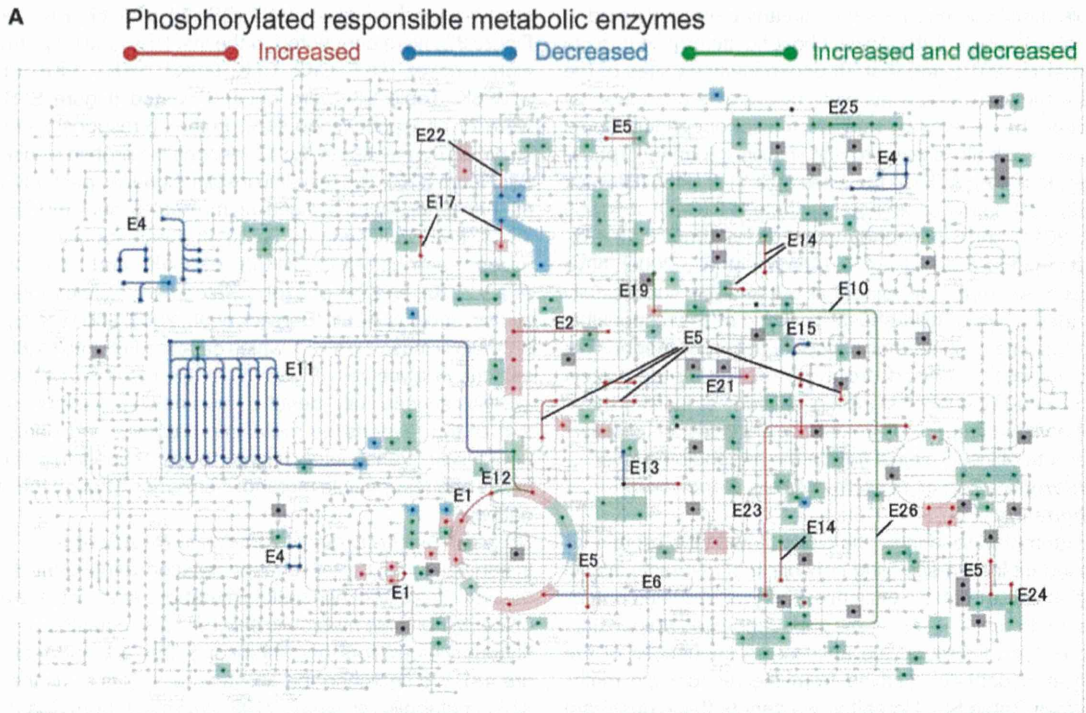 A
Phosphorylated responsible metabolic enzymes
Increased
Decreased
Increased and decreased
E25
E22
E5
E4
E17
E4
E14
E19
E10
E2
E15
E5
E11
E21
E12
E13
E1
E23
E26
E14
E4
E5
E5
E6
E1
E24